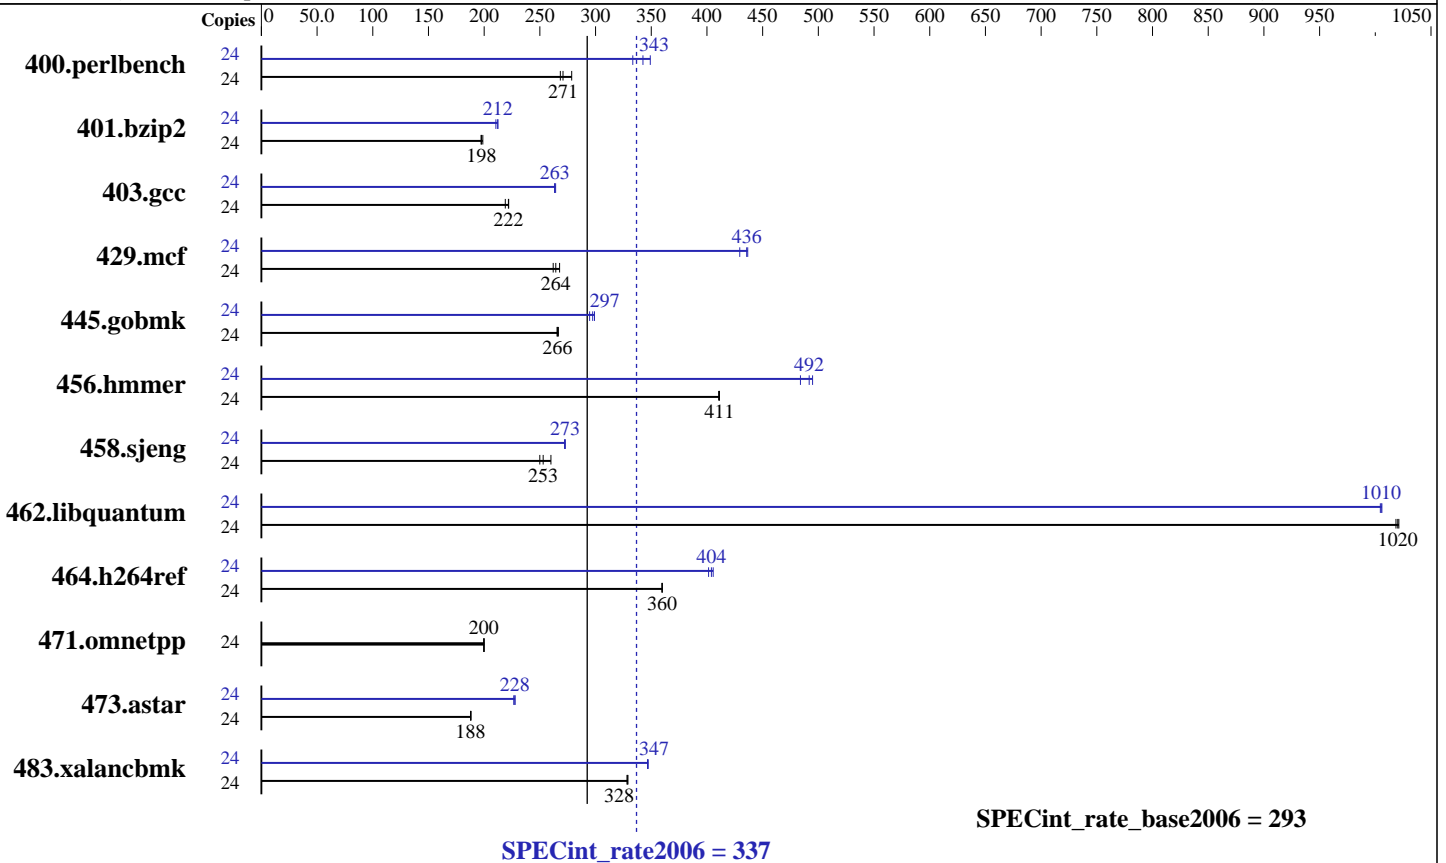 Copies 0 50.0 100 150 200 250 300 350 400 450 500 550 600 650 700 750 800 850 900 950 1050
400.perlbench 24 343
24 271
401.bzip2 24 212
24 198
403.gcc 24 263
24 222
429.mcf 24 436
24 264
445.gobmk 24 297
24 266
456.hmmer 24 492
24 411
458.sjeng 24 273
24 253
462.libquantum 24 1010
24 1020
464.h264ref 24 404
24 360
471.omnetpp 24 200
473.astar 24 228
24 188
483.xalancbmk 24 347
24 328
SPECint_rate_base2006 = 293
SPECint_rate2006 = 337